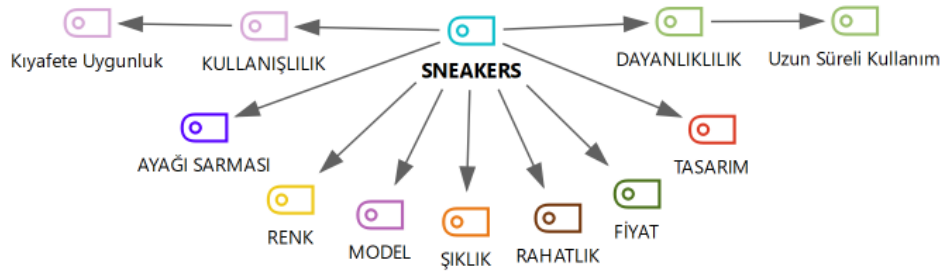 Kıyafete Uygunluk
KULLANIŞLILIK
SNEAKERS
DAYANLIKLILIK
Uzun Süreli Kullanım
AYAĞI SARMASI
TASARIM
RENK
MODEL
ŞIKLIK
RAHATLIK
FİYAT